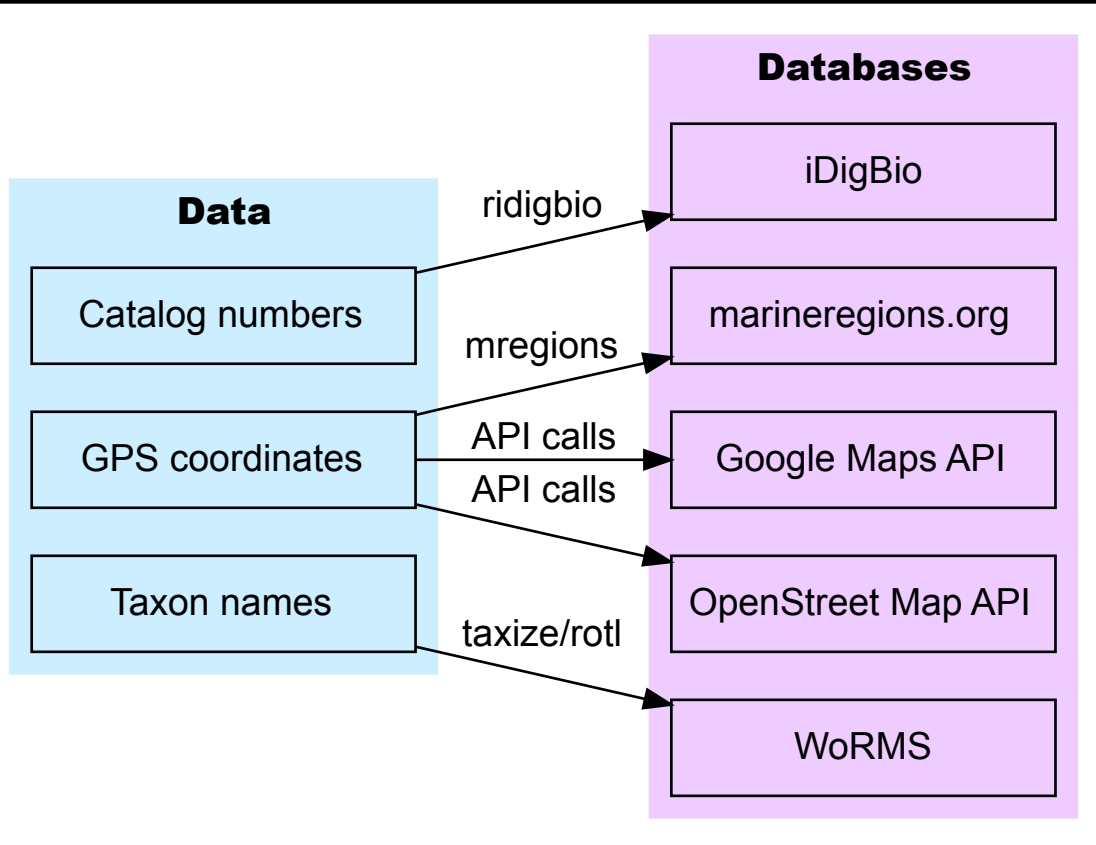 Data
Catalog numbers
GPS coordinates
Taxon names
ridigbio
mregions
API calls
API calls
taxize/rotl
Databases
iDigBio
marineregions.org
Google Maps API
OpenStreet Map API
WoRMS